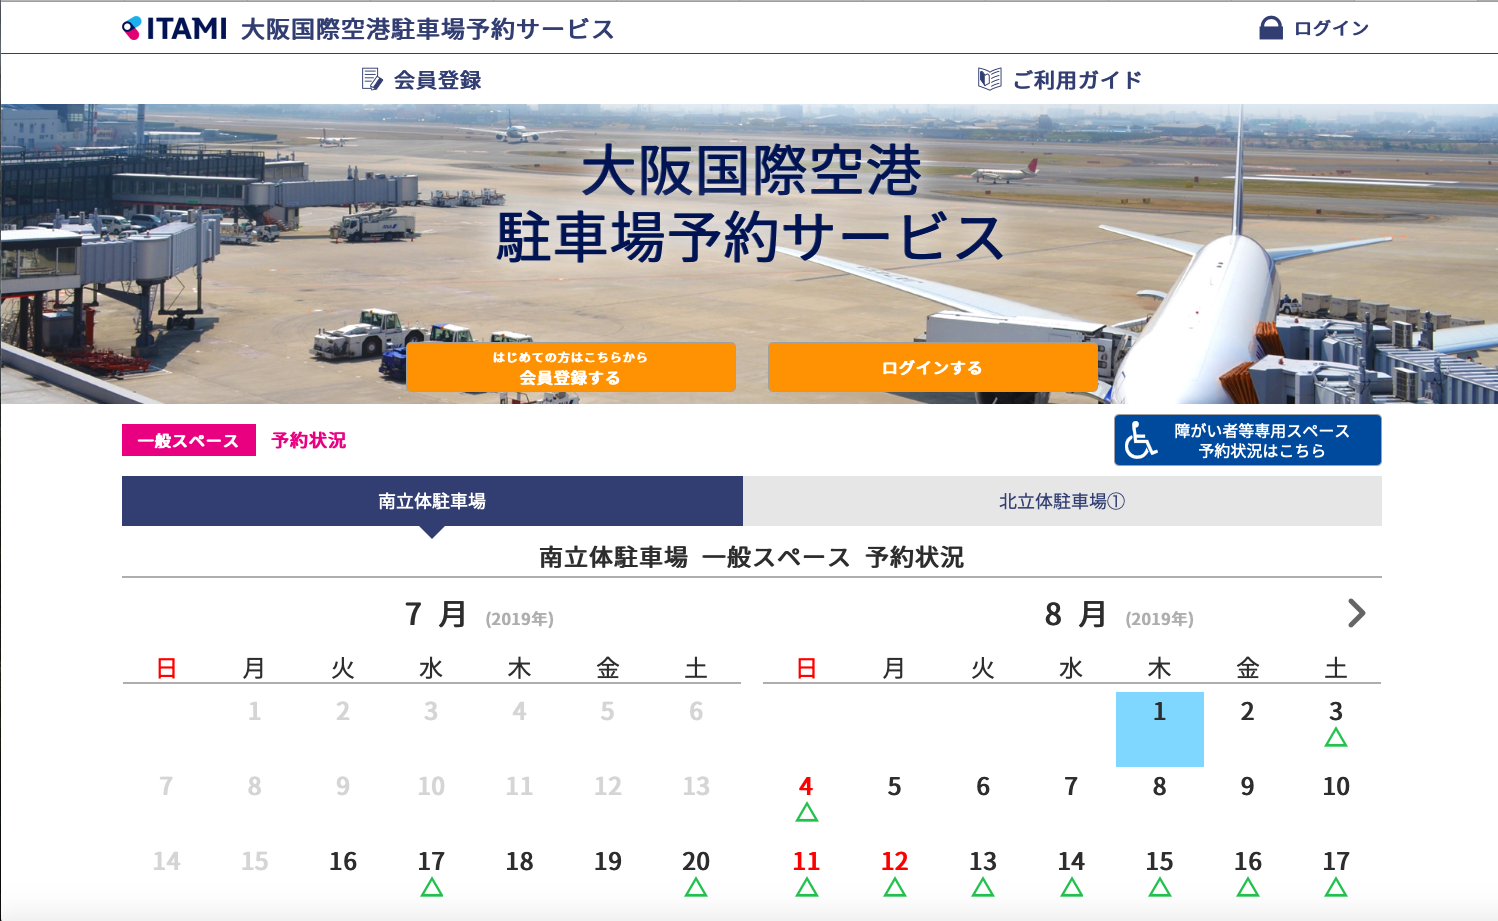 ITAMI 大阪国際空港駐車場予約サービス
ログイン
会員登録
ご利用ガイド
大阪国際空港
駐車場予約サービス
はじめての方はこちらから
会員登録する
ログインする
一般スペース 予約状況
障がい者等専用スペース
予約状況はこちら
南立体駐車場
北立体駐車場①
南立体駐車場 一般スペース 予約状況
7 月 (2019年)
日 月 火 水 木 金 土
1 2 3 4 5 6
7 8 9 10 11 12 13
14 15 16 17 18 19 20
△ △
8 月 (2019年)
日 月 火 水 木 金 土
1 2 3
△
4 5 6 7 8 9 10
△
11 12 13 14 15 16 17
△ △ △ △ △ △ △